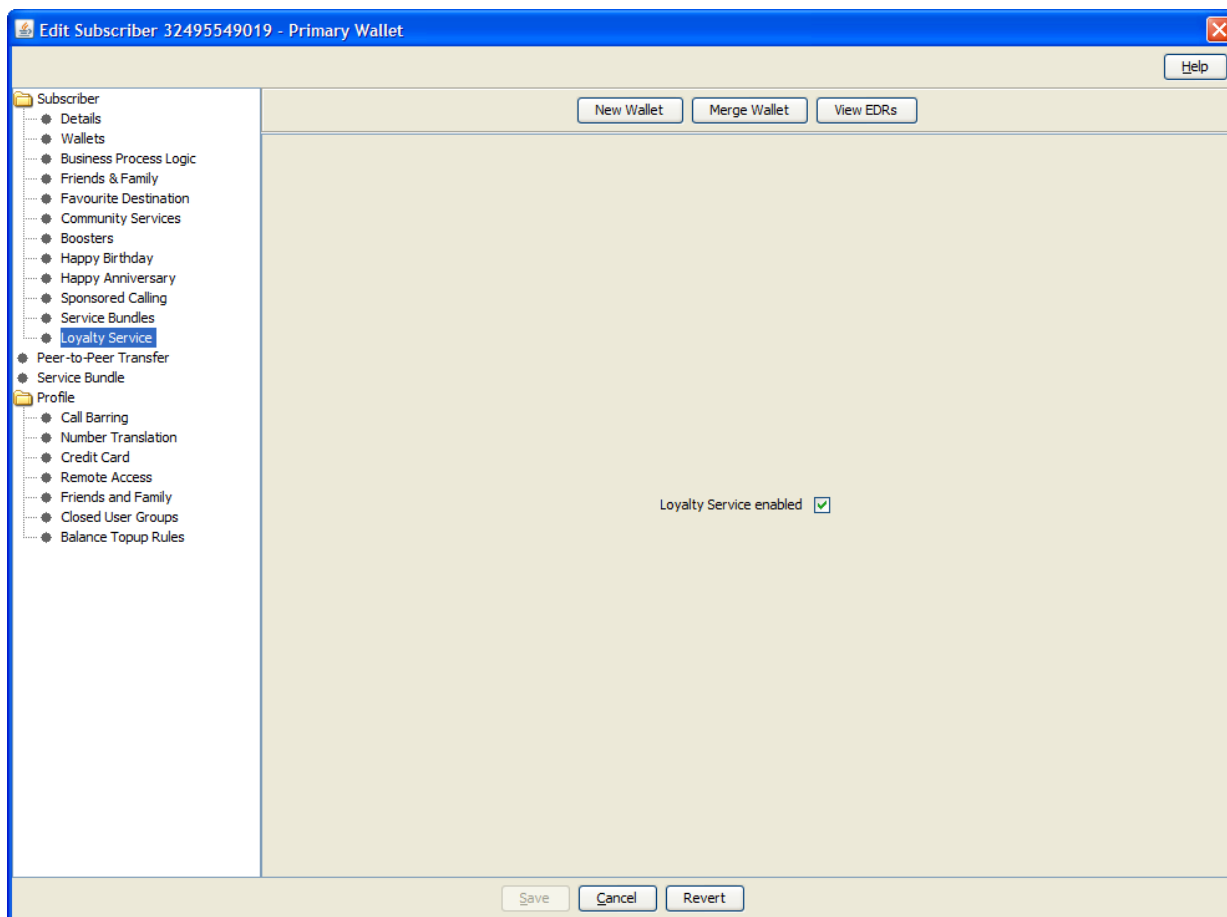 Edit Subscriber 32495549019 - Primary Wallet
Help
New Wallet Merge Wallet View EDRs
Subscriber
Details
Wallets
Business Process Logic
Friends & Family
Favourite Destination
Community Services
Boosters
Happy Birthday
Happy Anniversary
Sponsored Calling
Service Bundles
Loyalty Service
Peer-to-Peer Transfer
Service Bundle
Profile
Call Barring
Number Translation
Credit Card
Remote Access
Friends and Family
Closed User Groups
Balance Topup Rules
Loyalty Service enabled
Save Cancel Revert